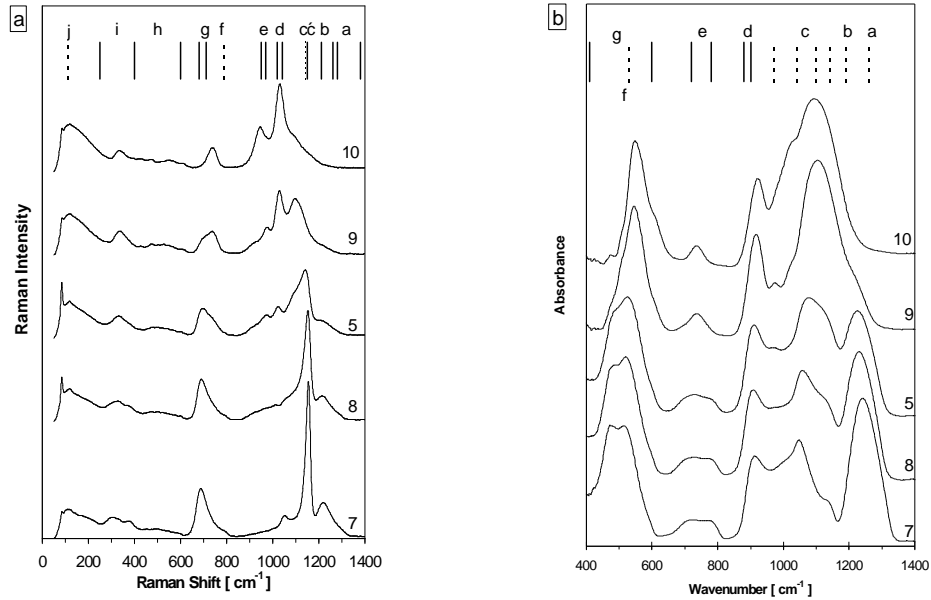 a
j i h g f e d c ć b a
10
9
5
8
7
Raman Intensity
0 200 400 600 800 1000 1200 1400
Raman Shift [ cm-1 ]
b
g f e d c b a
10
9
5
8
7
Absorbance
400 600 800 1000 1200 1400
Wavenumber [ cm-1 ]